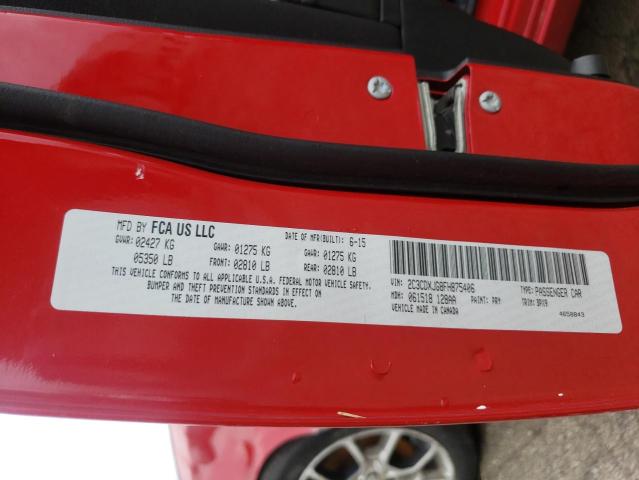 MFD BY FCA US LLC DATE OF MFR(BUILT): 6-15
GVWR: 02427 KG GAWR: 01275 KG GAWR: 01275 KG
05350 LB FRONT: 02810 LB REAR: 02810 LB
THIS VEHICLE CONFORMS TO ALL APPLICABLE U.S.A. FEDERAL MOTOR VEHICLE SAFETY,
BUMPER AND THEFT PREVENTION STANDARDS IN EFFECT ON
THE DATE OF MANUFACTURE SHOWN ABOVE.
VIN: 2C3CDXJG8FH875406 TYPE: PASSENGER CAR
MDH: 061518 128AA PAINT: PRY TRIM: BPX9
VEHICLE MADE IN CANADA 4658843